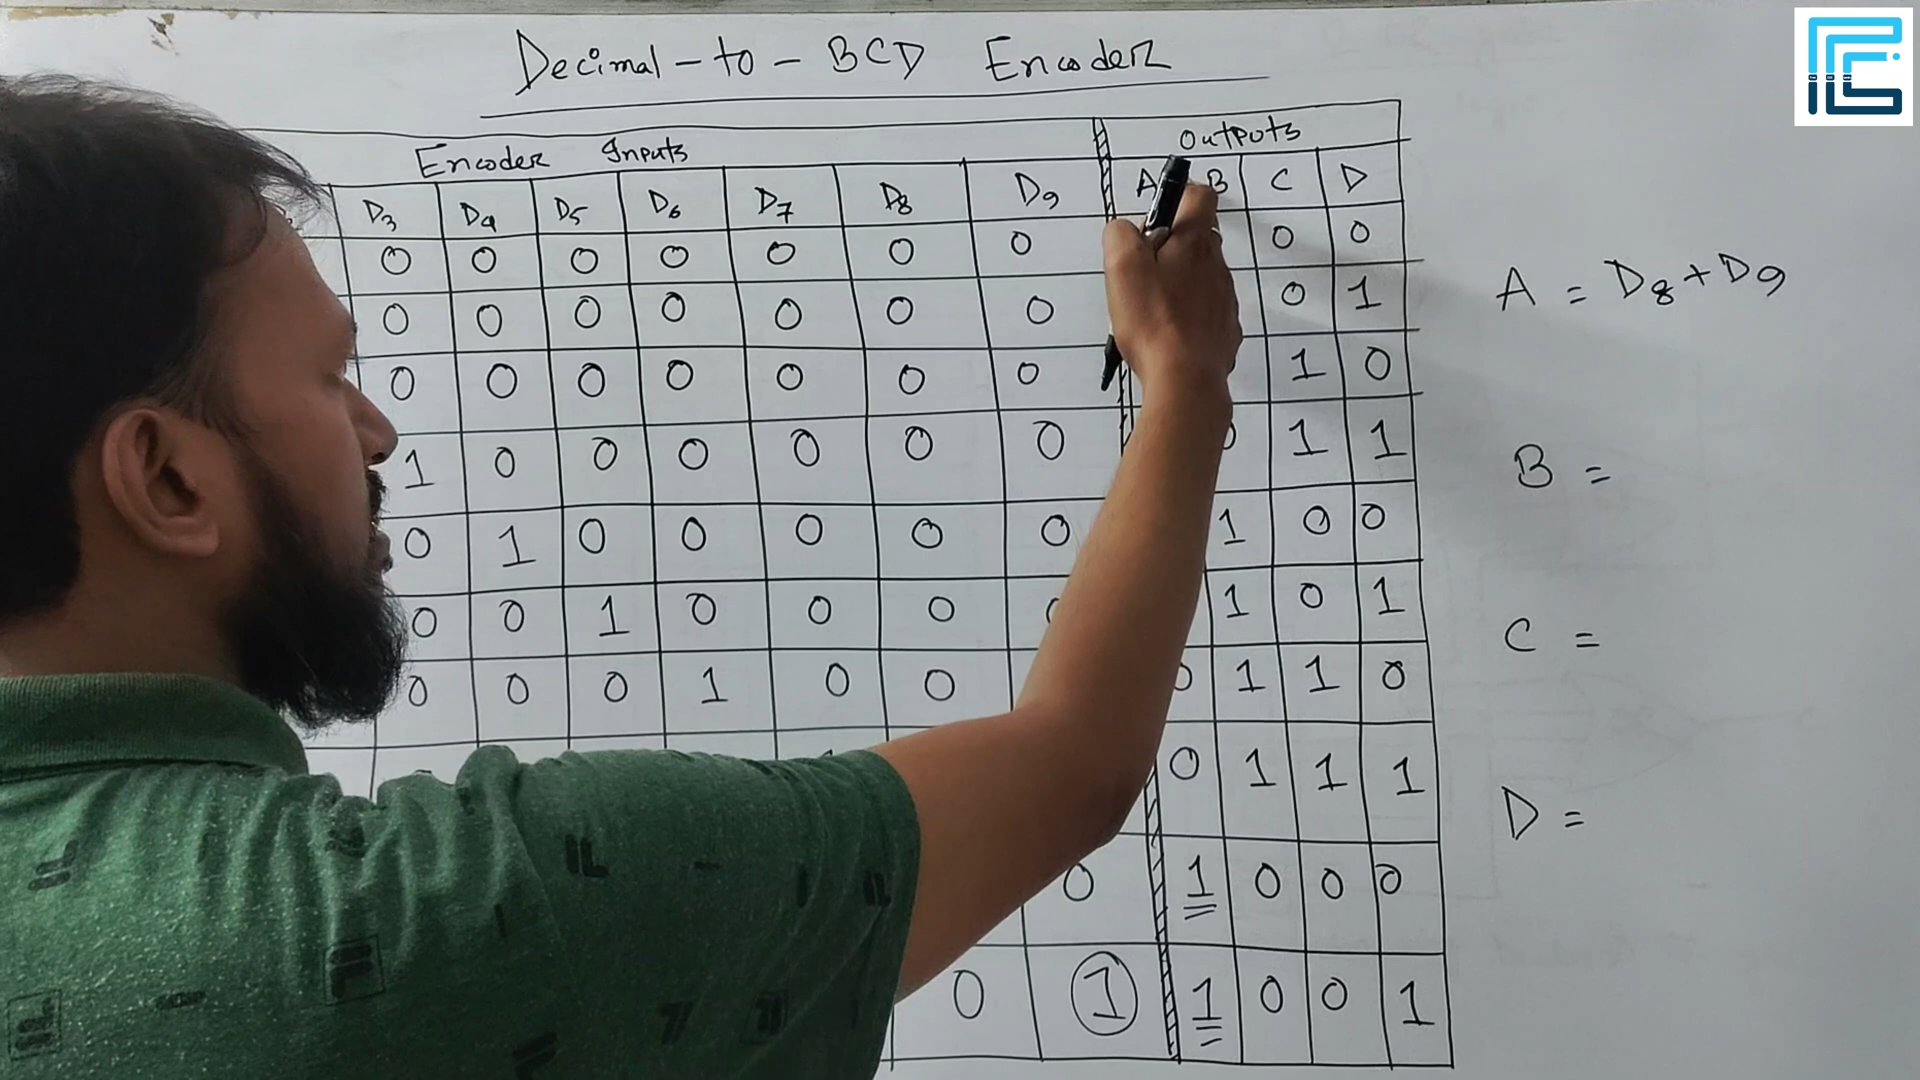 Decimal-to-BCD Encoder
Encoder Inputs Outputs
D3 D4 D5 D6 D7 D8 D9 A B C D
0 0 0 0 0 0 0 0 0
0 0 0 0 0 0 0 0 1
0 0 0 0 0 0 0 1 0
1 0 0 0 0 0 0 0 1 1
0 1 0 0 0 0 0 1 0 0
0 0 1 0 0 0 1 0 1
0 0 0 1 0 0 0 1 1 0
0 1 1 1
0 1 0 0 0
0 1 1 0 0 1
A = D8 + D9
B =
C =
D =